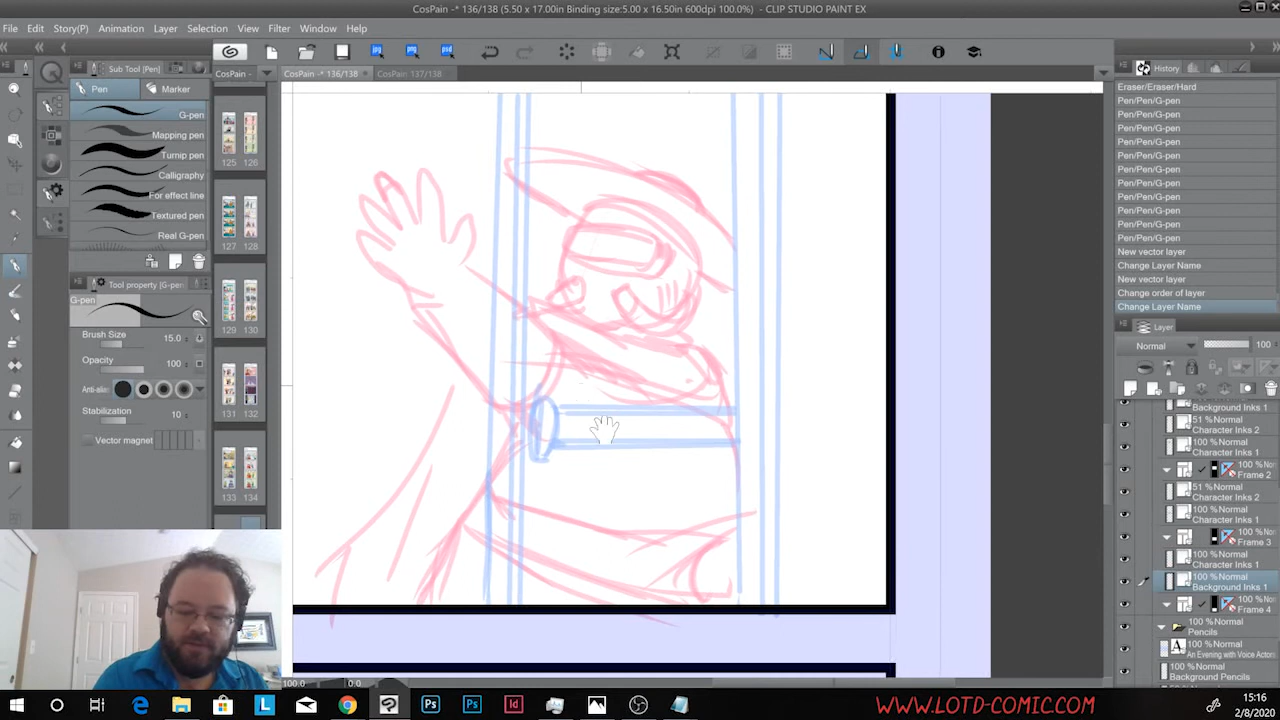 CosPain -* 136/138 (5.50 x 17.00in Binding size:5.00 x 16.50in 600dpi 100.0%) - CLIP STUDIO PAINT EX
File Edit Story(P) Animation Layer Selection View Filter Window Help
Sub Tool [Pen]
CosPain -
CosPain -* 136/138
CosPain 137/138
History
Pen
Marker
G-pen
Mapping pen
Turnip pen
Calligraphy
For effect line
Textured pen
Real G-pen
125 126
127 128
129 130
131 132
133 134
Tool property [G-pen]
G-pen
Brush Size 15.0
Opacity 100
Anti-alias
Stabilization 10
Vector magnet
Eraser/Eraser/Hard
Pen/Pen/G-pen
Pen/Pen/G-pen
Pen/Pen/G-pen
Pen/Pen/G-pen
Pen/Pen/G-pen
Pen/Pen/G-pen
Pen/Pen/G-pen
Pen/Pen/G-pen
Pen/Pen/G-pen
Pen/Pen/G-pen
Pen/Pen/G-pen
New vector layer
Change Layer Name
New vector layer
Change order of layer
Change Layer Name
Layer
Normal 100
Background Inks 1
51 %Normal
Character Inks 2
100 %Normal
Character Inks 1
100 %Normal
Frame 2
51 %Normal
Character Inks 2
100 %Normal
Character Inks 1
100 %Normal
Frame 3
100 %Normal
Character Inks 1
100 %Normal
Background Inks 1
100 %Normal
Frame 4
100 %Normal
Pencils
100 %Normal
An Evening with Voice Actors
100 %Normal
Background Pencils
100.0 0.0
WWW.LOTD-COMIC.COM
15:16
2/8/2020